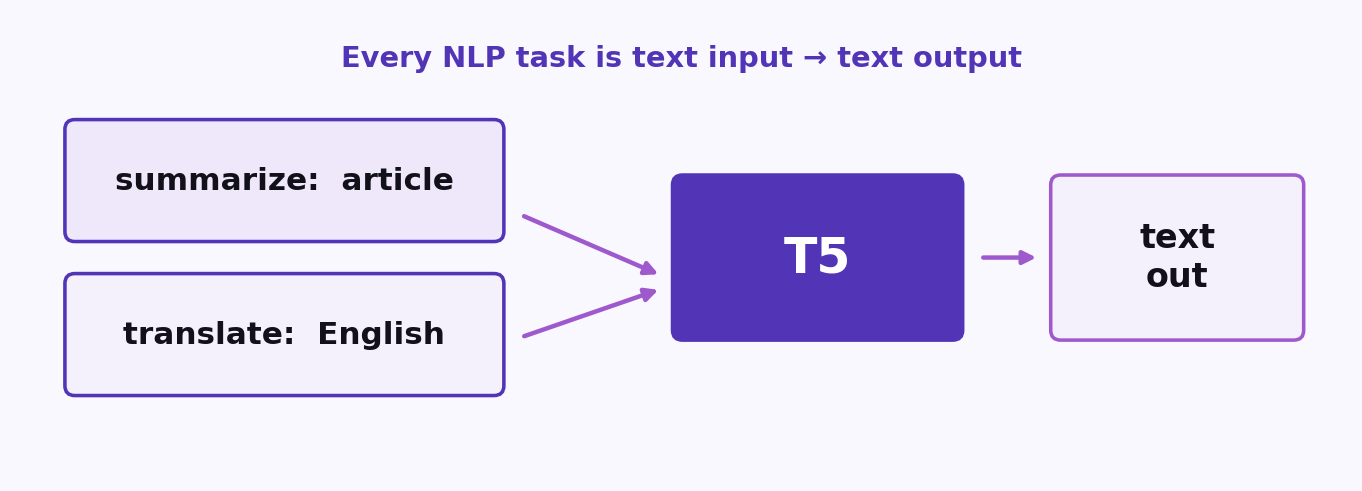 Every NLP task is text input → text output
summarize:  article
translate:  English
T5
text
out